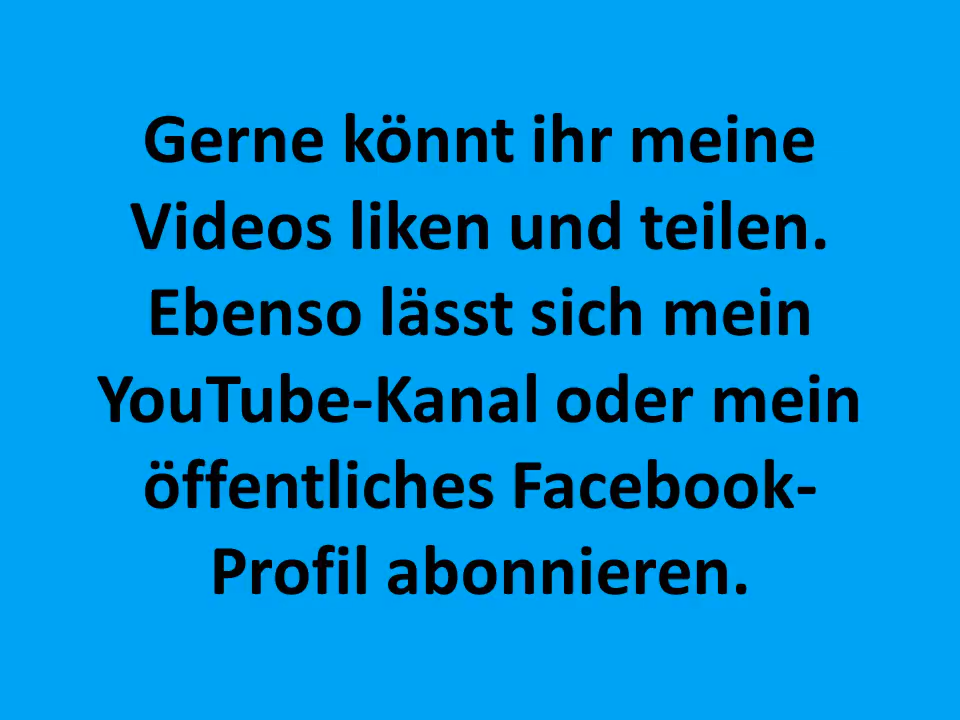 Gerne könnt ihr meine
Videos liken und teilen.
Ebenso lässt sich mein
YouTube-Kanal oder mein
öffentliches Facebook-
Profil abonnieren.